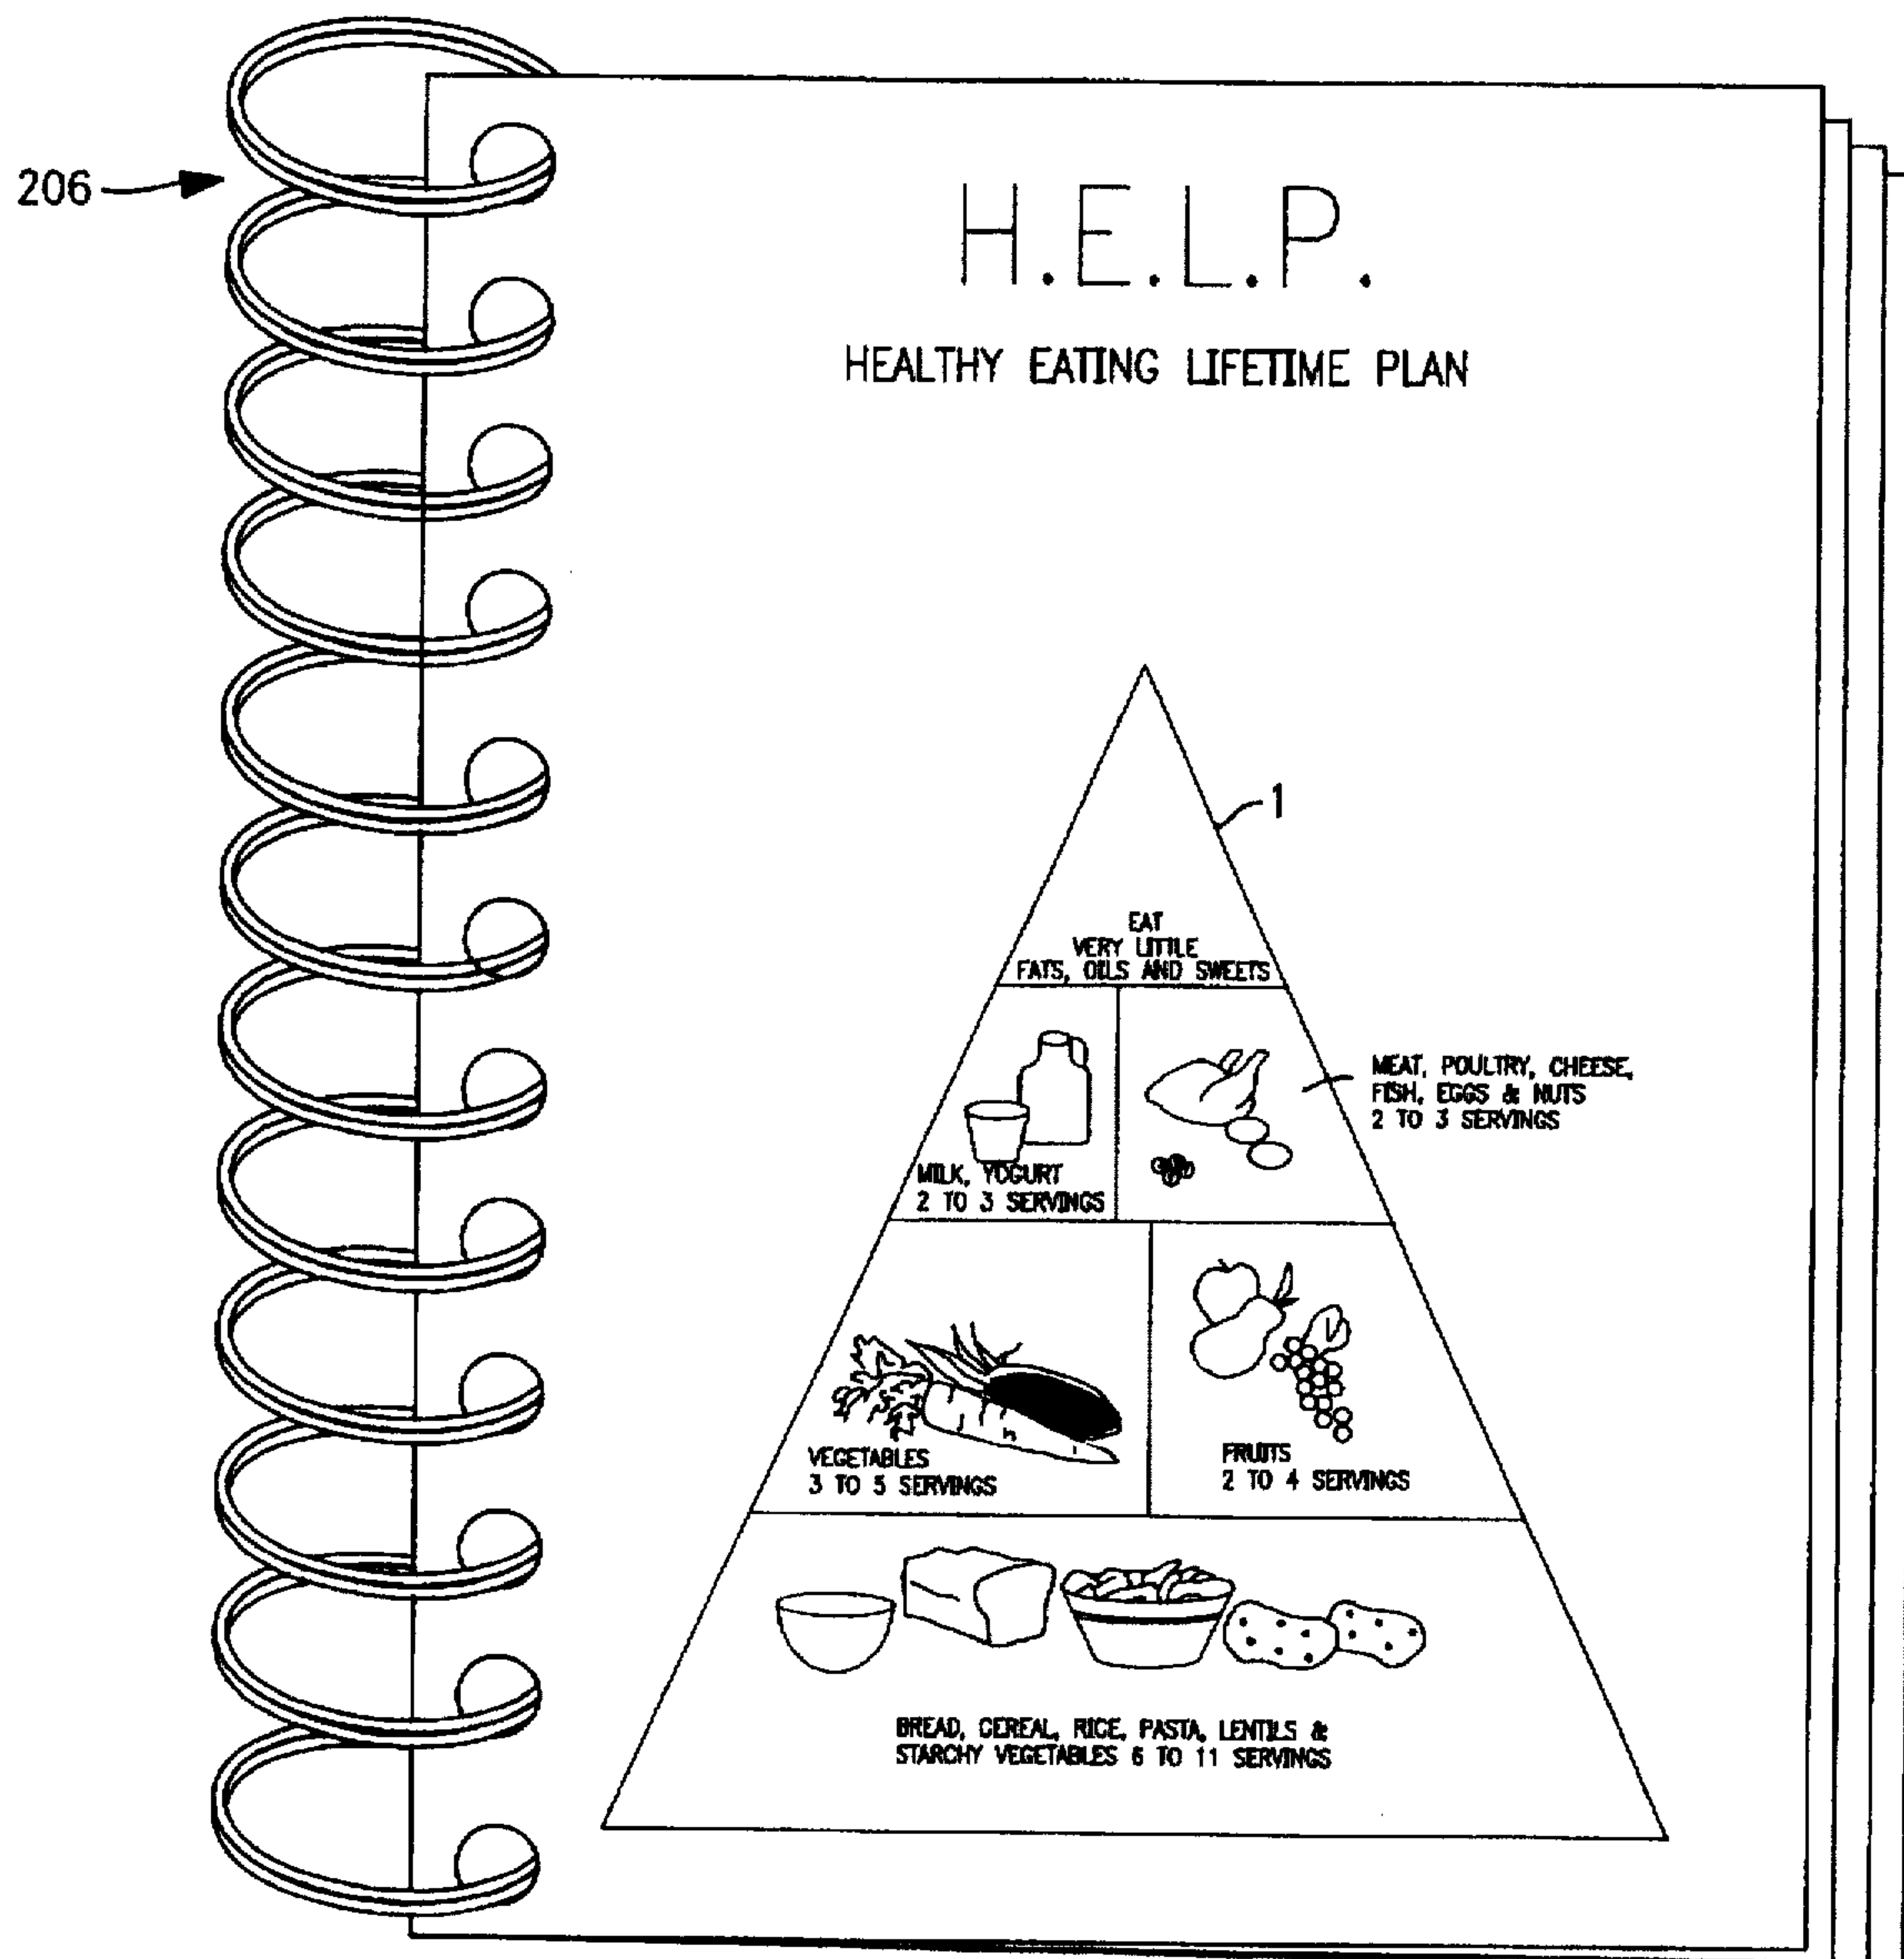 206
H.E.L.P.
HEALTHY EATING LIFETIME PLAN
1
EAT
VERY LITTLE
FATS, OILS AND SWEETS
MEAT, POULTRY, CHEESE,
FISH, EGGS & NUTS
2 TO 3 SERVINGS
MILK, YOGURT
2 TO 3 SERVINGS
VEGETABLES
3 TO 5 SERVINGS
FRUITS
2 TO 4 SERVINGS
BREAD, CEREAL, RICE, PASTA, LENTILS &
STARCHY VEGETABLES 6 TO 11 SERVINGS